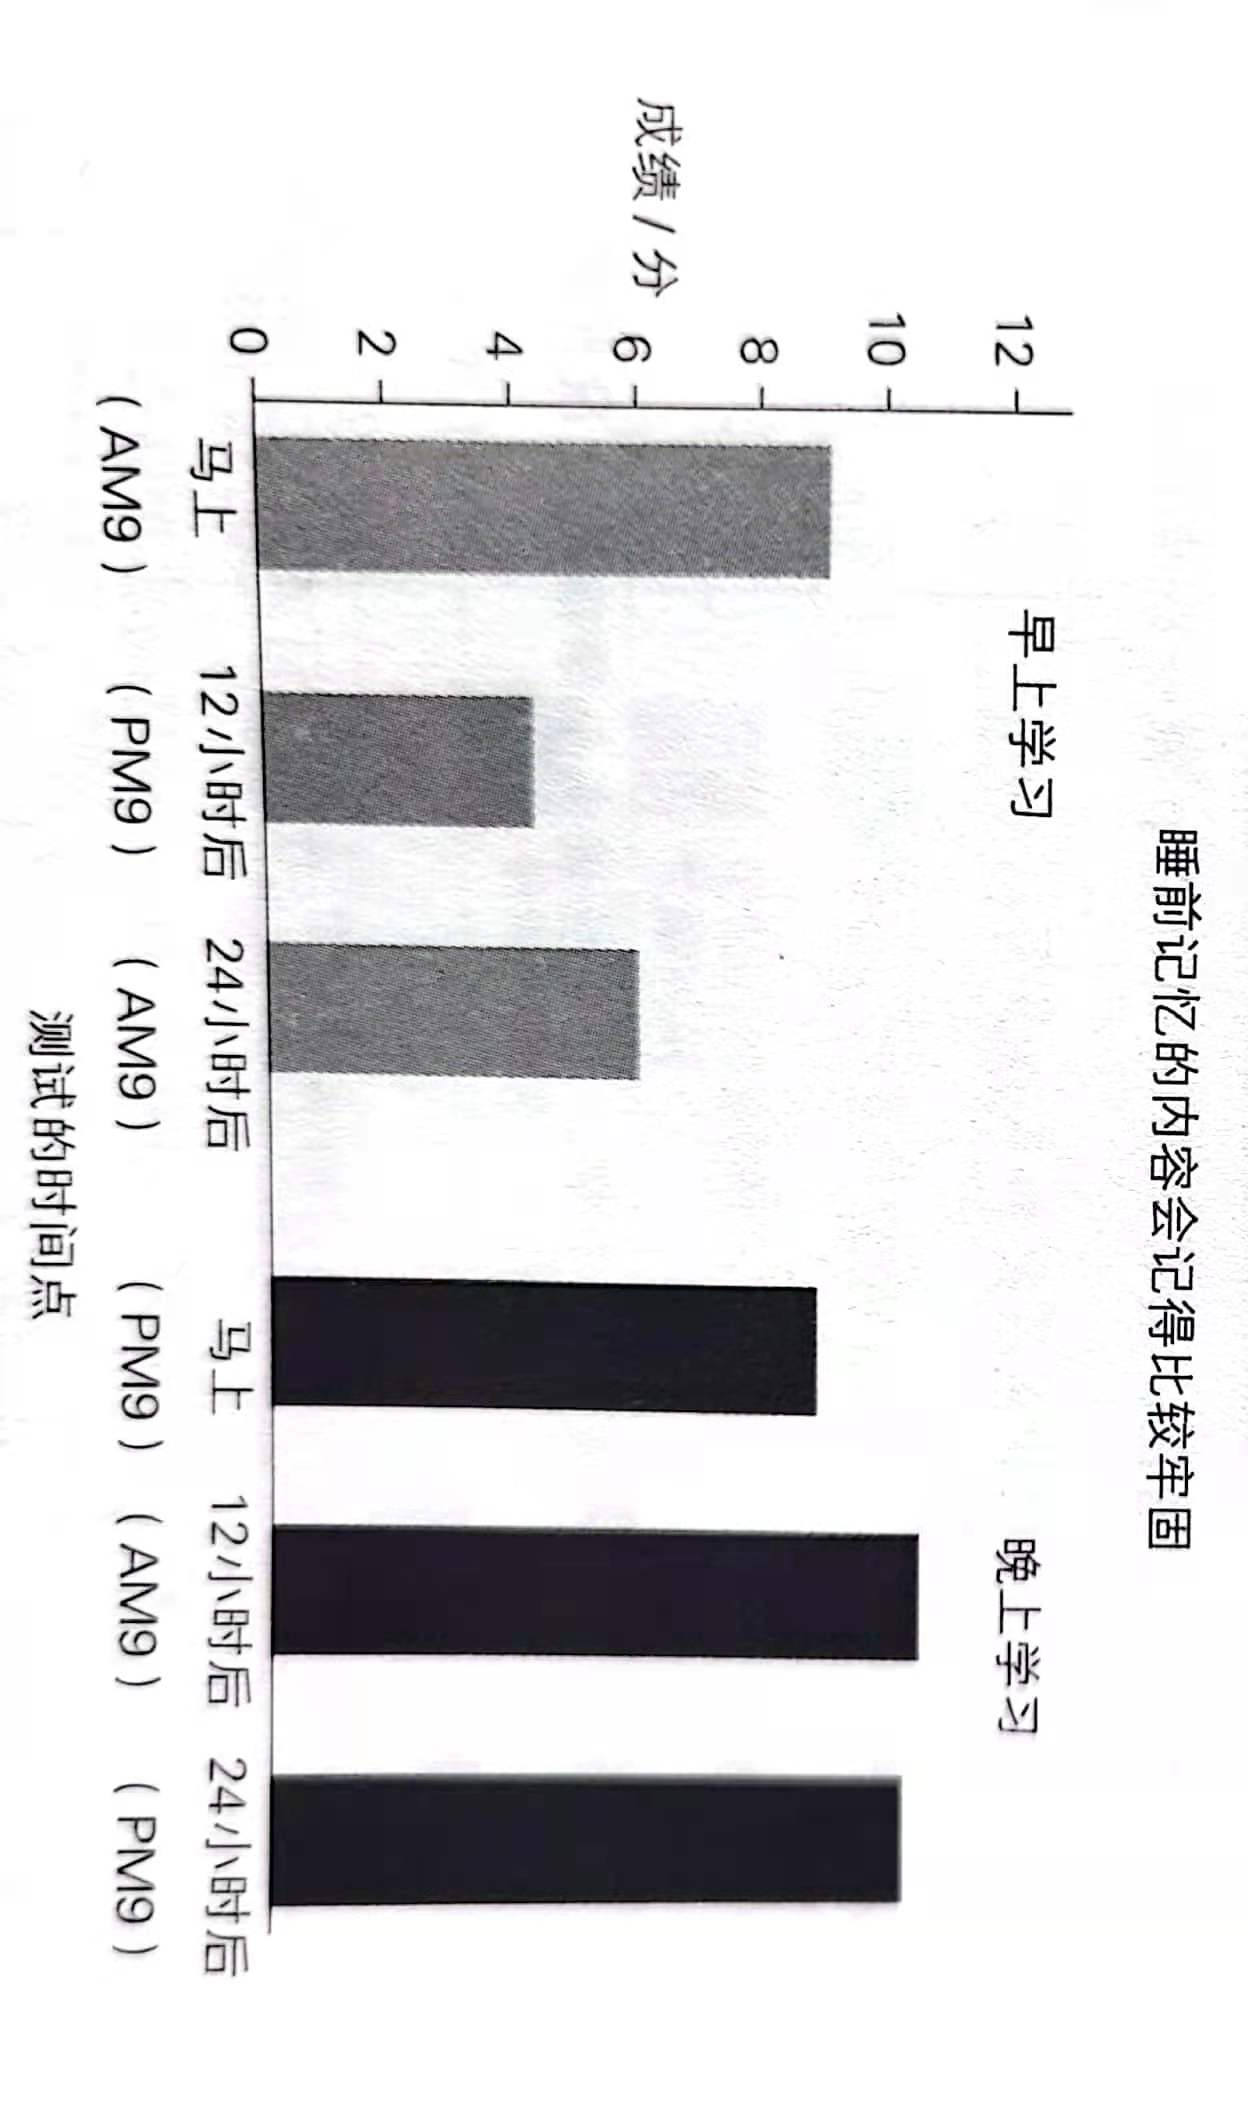 睡前记忆的内容会记得比较牢固
早上学习
晚上学习
成绩 / 分
12
10
8
6
4
2
0
马上
12小时后
24小时后
马上
12小时后
24小时后
( AM9 )
( PM9 )
( AM9 )
( PM9 )
( AM9 )
( PM9 )
测试的时间点